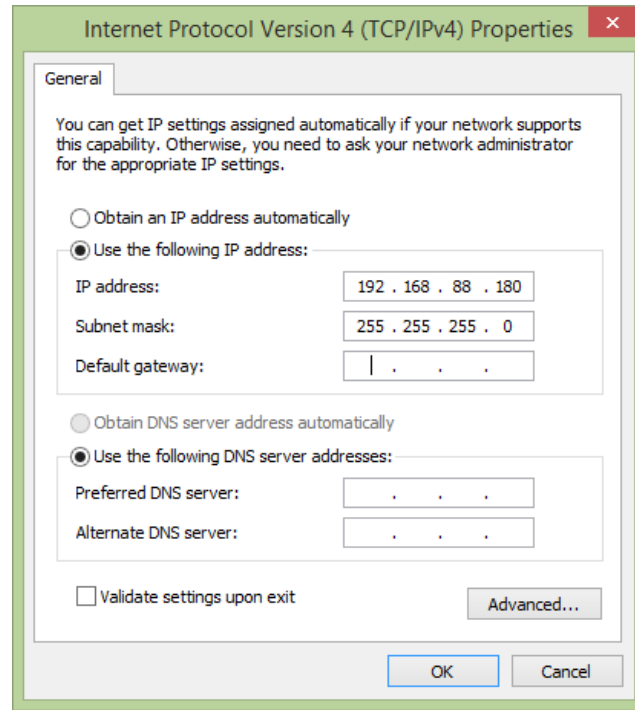 Internet Protocol Version 4 (TCP/IPv4) Properties
General
You can get IP settings assigned automatically if your network supports
this capability. Otherwise, you need to ask your network administrator
for the appropriate IP settings.
Obtain an IP address automatically
Use the following IP address:
IP address: 192 . 168 . 88 . 180
Subnet mask: 255 . 255 . 255 . 0
Default gateway: . . .
Obtain DNS server address automatically
Use the following DNS server addresses:
Preferred DNS server: . . .
Alternate DNS server: . . .
Validate settings upon exit
Advanced...
OK Cancel